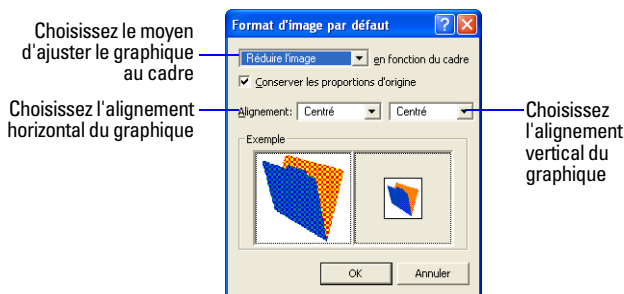 Choisissez le moyen
d'ajuster le graphique
au cadre
Choisissez l'alignement
horizontal du graphique
Format d'image par défaut
Réduire l'image en fonction du cadre
Conserver les proportions d'origine
Alignement: Centré Centré
Exemple
OK Annuler
Choisissez
l'alignement
vertical du
graphique